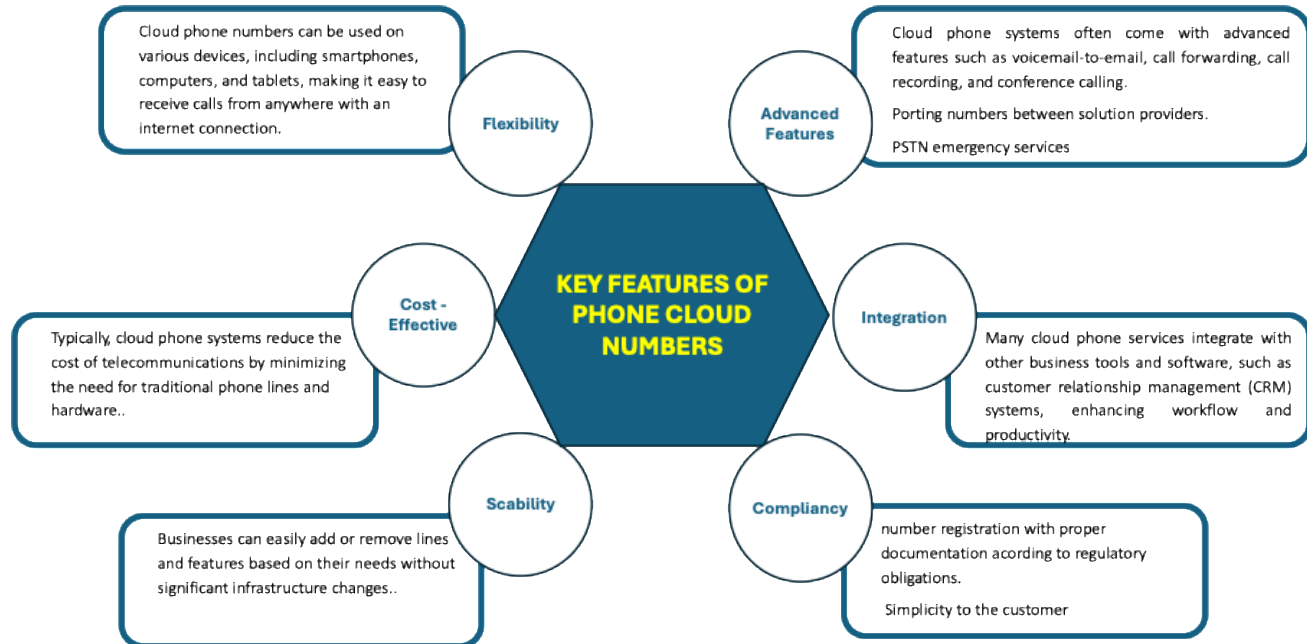 Cloud phone numbers can be used on
various devices, including smartphones,
computers, and tablets, making it easy to
receive calls from anywhere with an
internet connection.
Flexibility
Advanced
Features
Cloud phone systems often come with advanced
features such as voicemail-to-email, call forwarding, call
recording, and conference calling.
Porting numbers between solution providers.
PSTN emergency services
KEY FEATURES OF
PHONE CLOUD
NUMBERS
Cost -
Effective
Typically, cloud phone systems reduce the
cost of telecommunications by minimizing
the need for traditional phone lines and
hardware..
Integration
Many cloud phone services integrate with
other business tools and software, such as
customer relationship management (CRM)
systems, enhancing workflow and
productivity.
Scability
Businesses can easily add or remove lines
and features based on their needs without
significant infrastructure changes..
Compliancy
number registration with proper
documentation acording to regulatory
obligations.
Simplicity to the customer